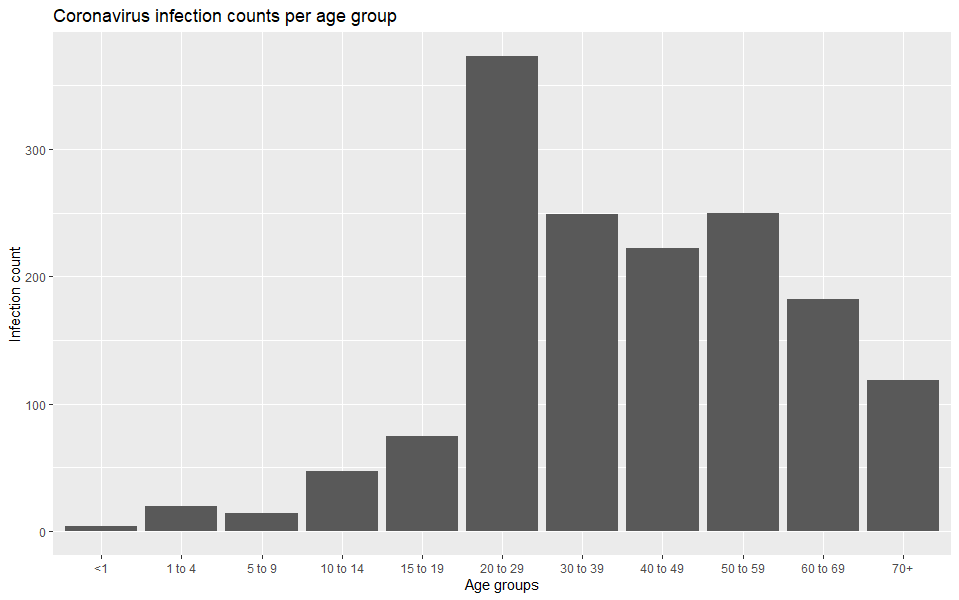 Coronavirus infection counts per age group
Infection count
300
200
100
0
<1 1 to 4 5 to 9 10 to 14 15 to 19 20 to 29 30 to 39 40 to 49 50 to 59 60 to 69 70+
Age groups